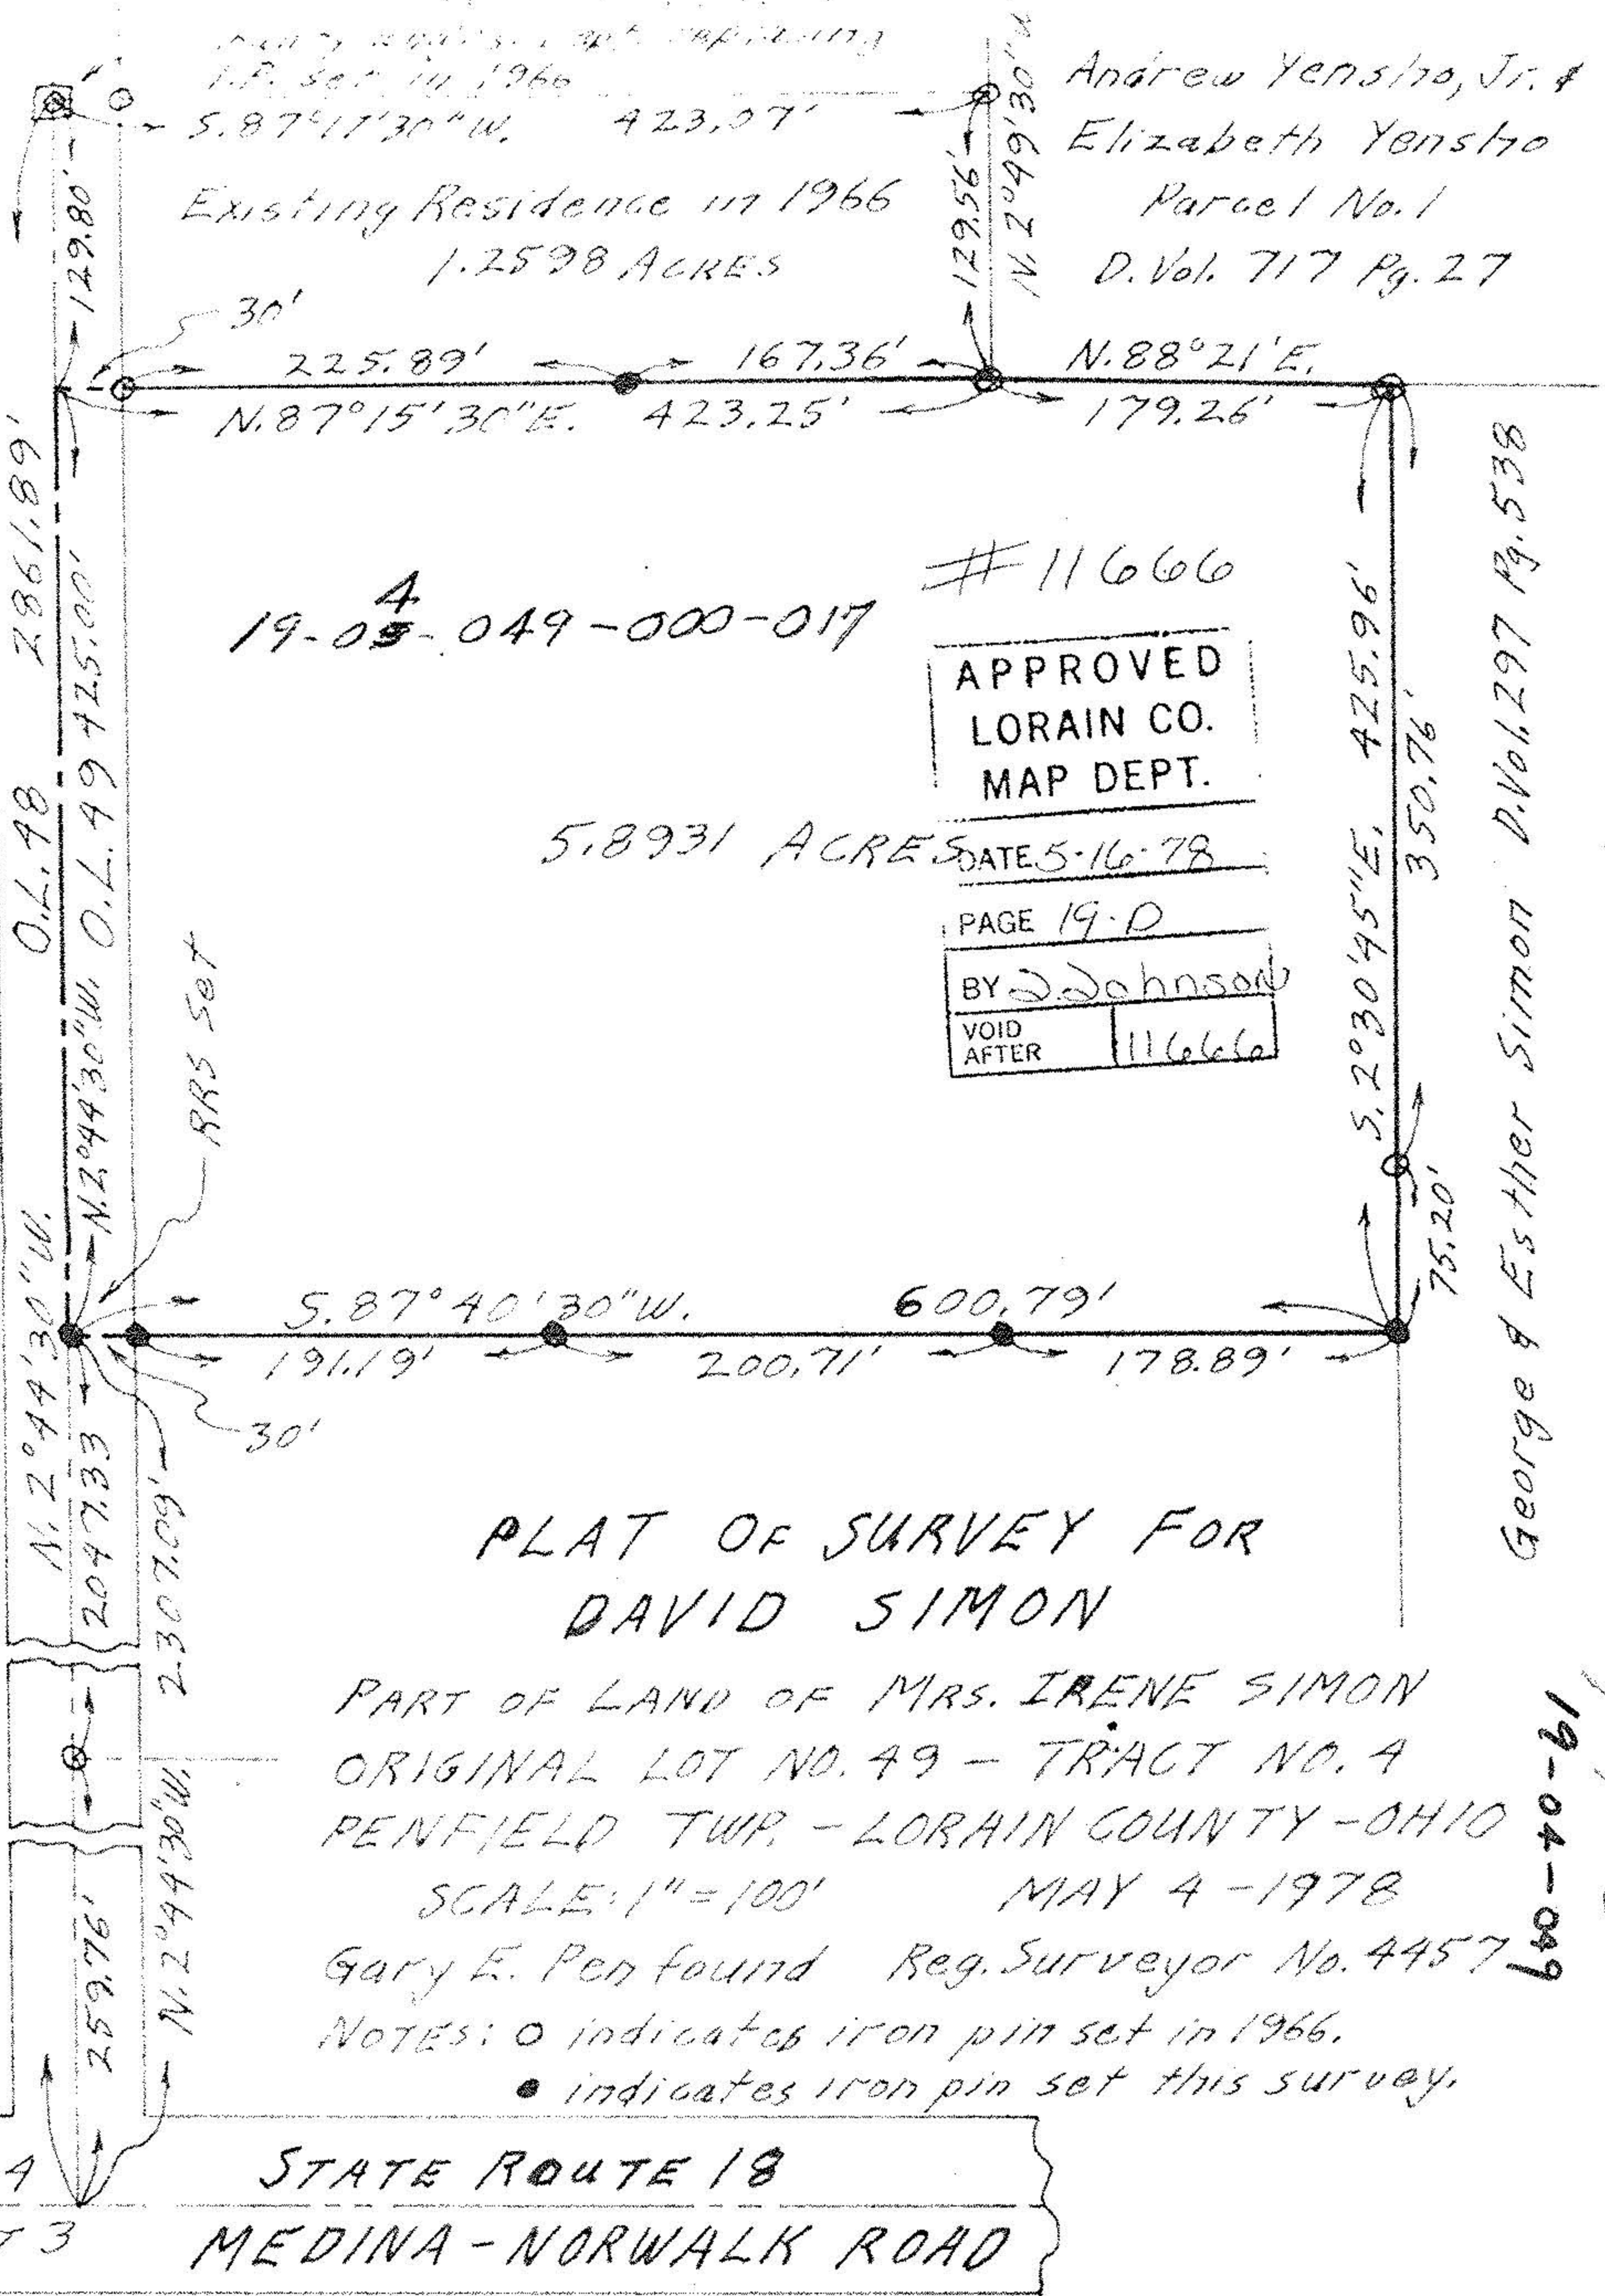 I.P. set in 1966
S.87°17'30"W. 423.07'
Existing Residence in 1966
1.2598 ACRES
129.80'
129.56'
N. 2°49'30"W
Andrew Yensho, Jr. &
Elizabeth Yensho
Parcel No. 1
D. Vol. 717 Pg. 27
30'
225.89' 167.36' N.88°21'E.
N.87°15'30"E. 423.25' 179.26'
2861.89'
O.L. 48
N. 2°44'30"W.
N.2°44'30"W. O.L. 49 425.00'
#11666
4
19-05-049-000-017
APPROVED
LORAIN CO.
MAP DEPT.
5.8931 ACRES
DATE 5-16-78
PAGE 19-D
BY J. Johnson
VOID
AFTER 11666
S. 2°30'45"E. 425.96'
350.76'
75.20'
George & Esther Simon D.Vol. 297 Pg. 538
RRS Set
S.87°40'30"W. 600.79'
191.19' 200.71' 178.89'
30'
2047.33
N. 2°44'30"W. 2307.09'
259.76'
PLAT OF SURVEY FOR
DAVID SIMON
PART OF LAND OF MRS. IRENE SIMON
ORIGINAL LOT NO. 49 – TRACT NO. 4
PENFIELD TWP. – LORAIN COUNTY – OHIO
SCALE: 1" = 100' MAY 4 – 1978
Gary E. Penfound Reg. Surveyor No. 4457
NOTES: O indicates iron pin set in 1966.
● indicates iron pin set this survey.
19-04-049
4
STATE ROUTE 18
3
MEDINA – NORWALK ROAD